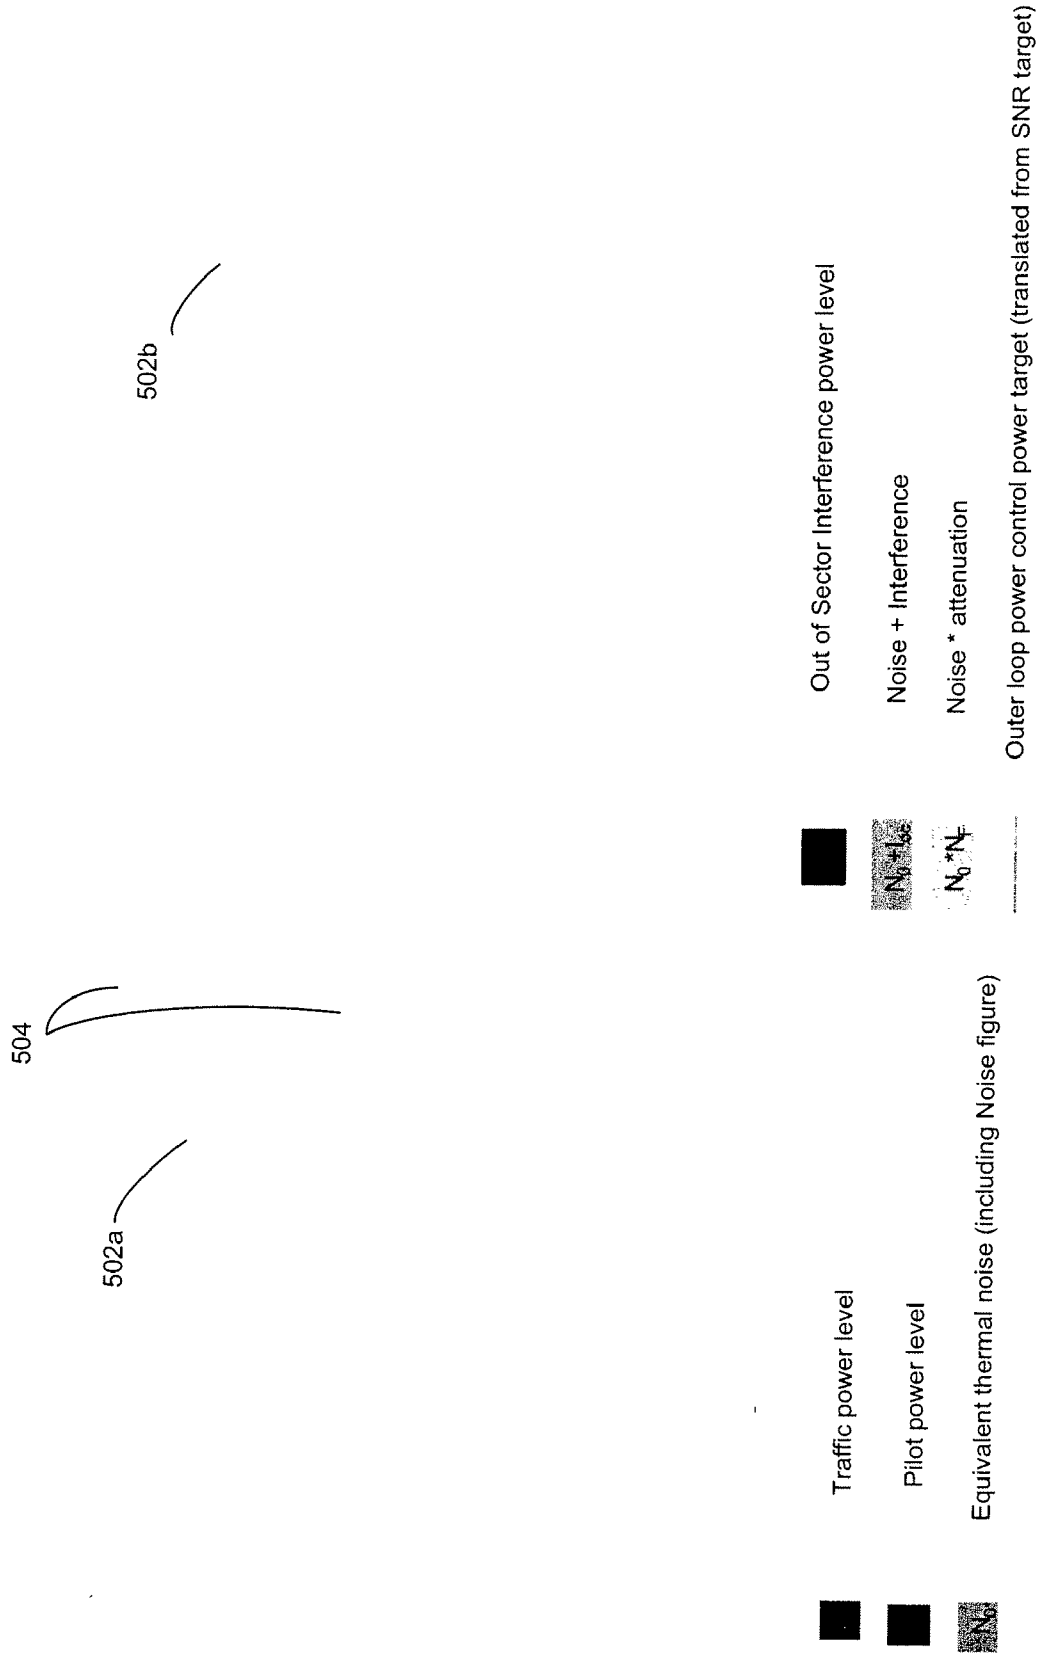 504
502a
502b
Traffic power level
Pilot power level
N₀ Equivalent thermal noise (including Noise figure)
Out of Sector Interference power level
N₀ +Iₒc Noise + Interference
N₀ *N_F Noise * attenuation
Outer loop power control power target (translated from SNR target)